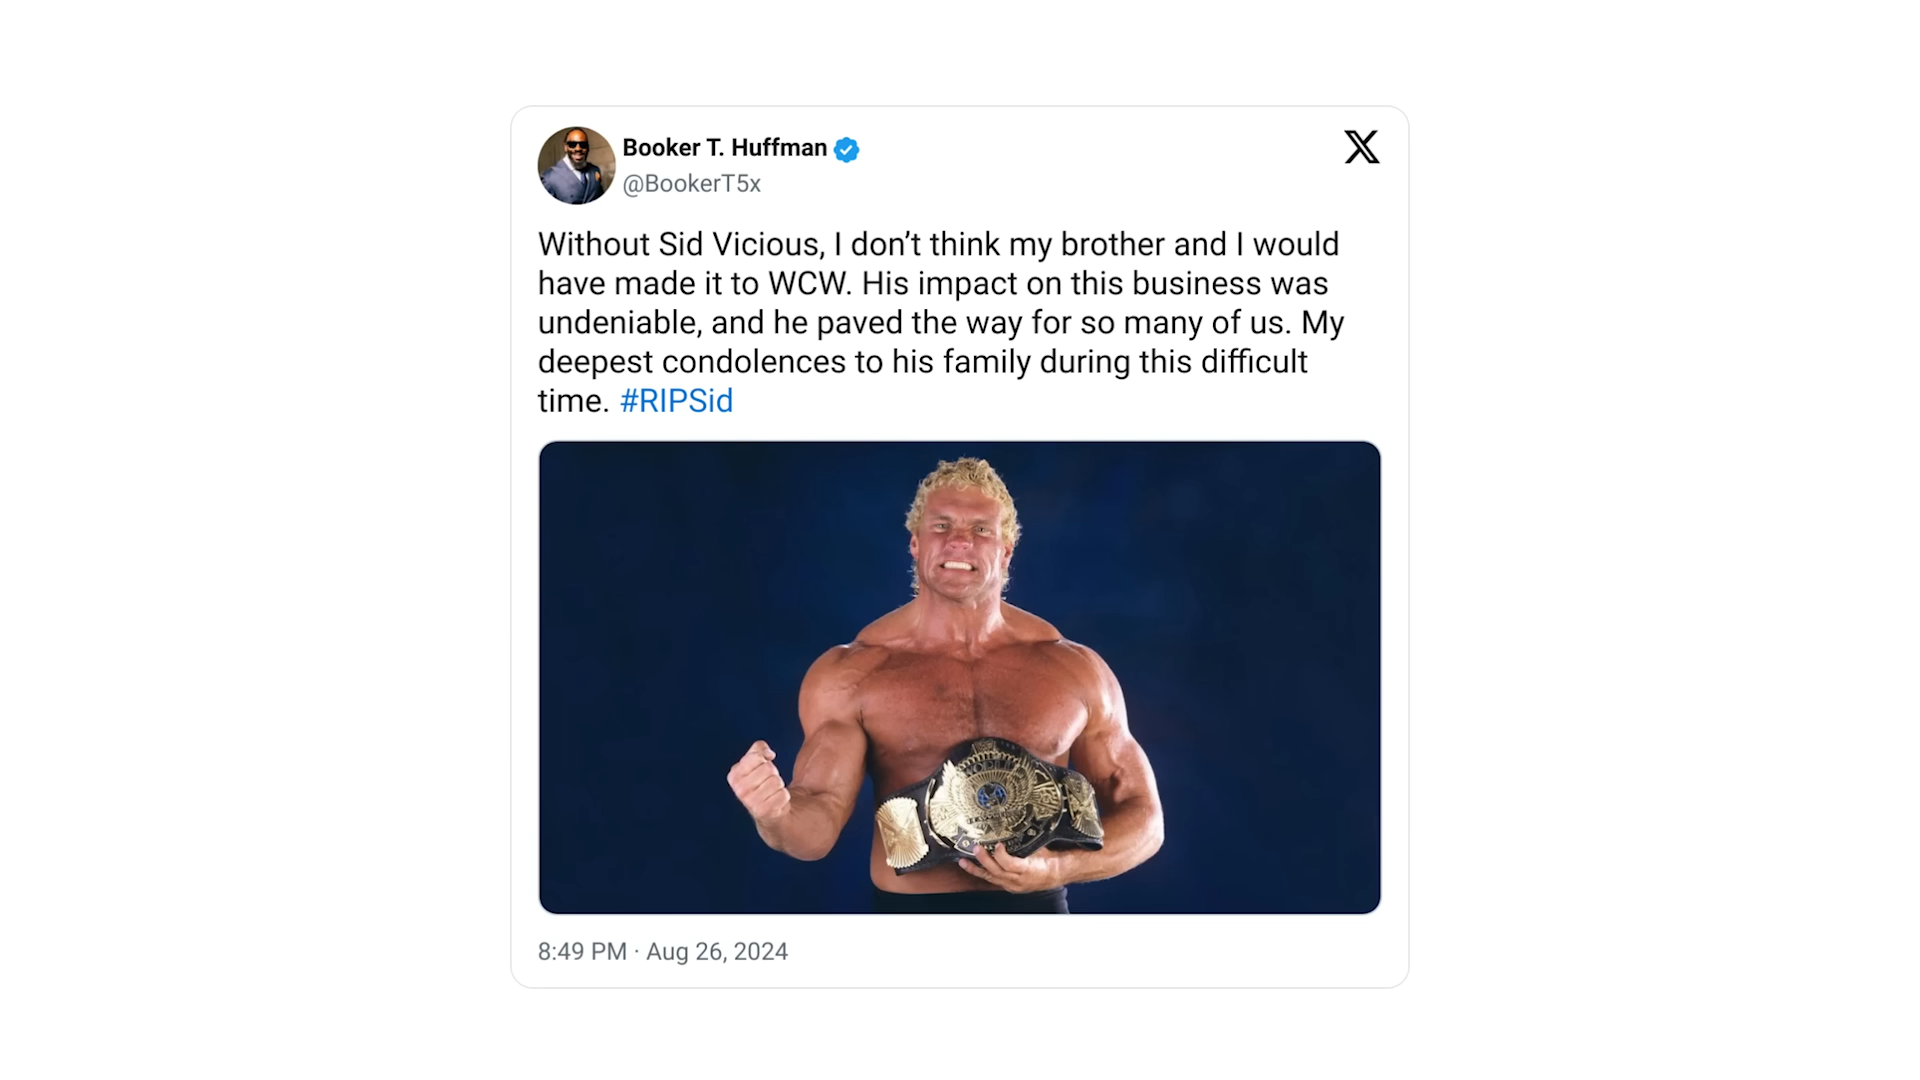 Booker T. Huffman
@BookerT5x
Without Sid Vicious, I don’t think my brother and I would
have made it to WCW. His impact on this business was
undeniable, and he paved the way for so many of us. My
deepest condolences to his family during this difficult
time. #RIPSid
8:49 PM · Aug 26, 2024